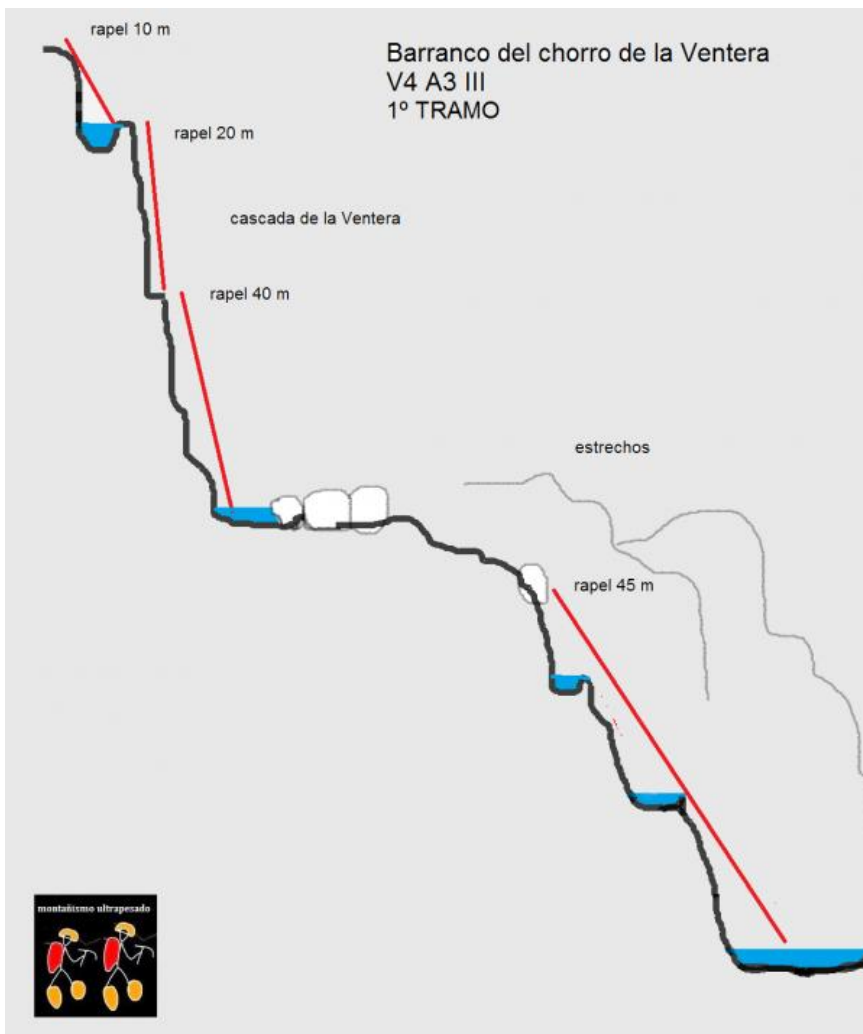 rapel 10 m
Barranco del chorro de la Ventera
V4 A3 III
1º TRAMO
rapel 20 m
cascada de la Ventera
rapel 40 m
estrechos
rapel 45 m
montañismo ultrapesado